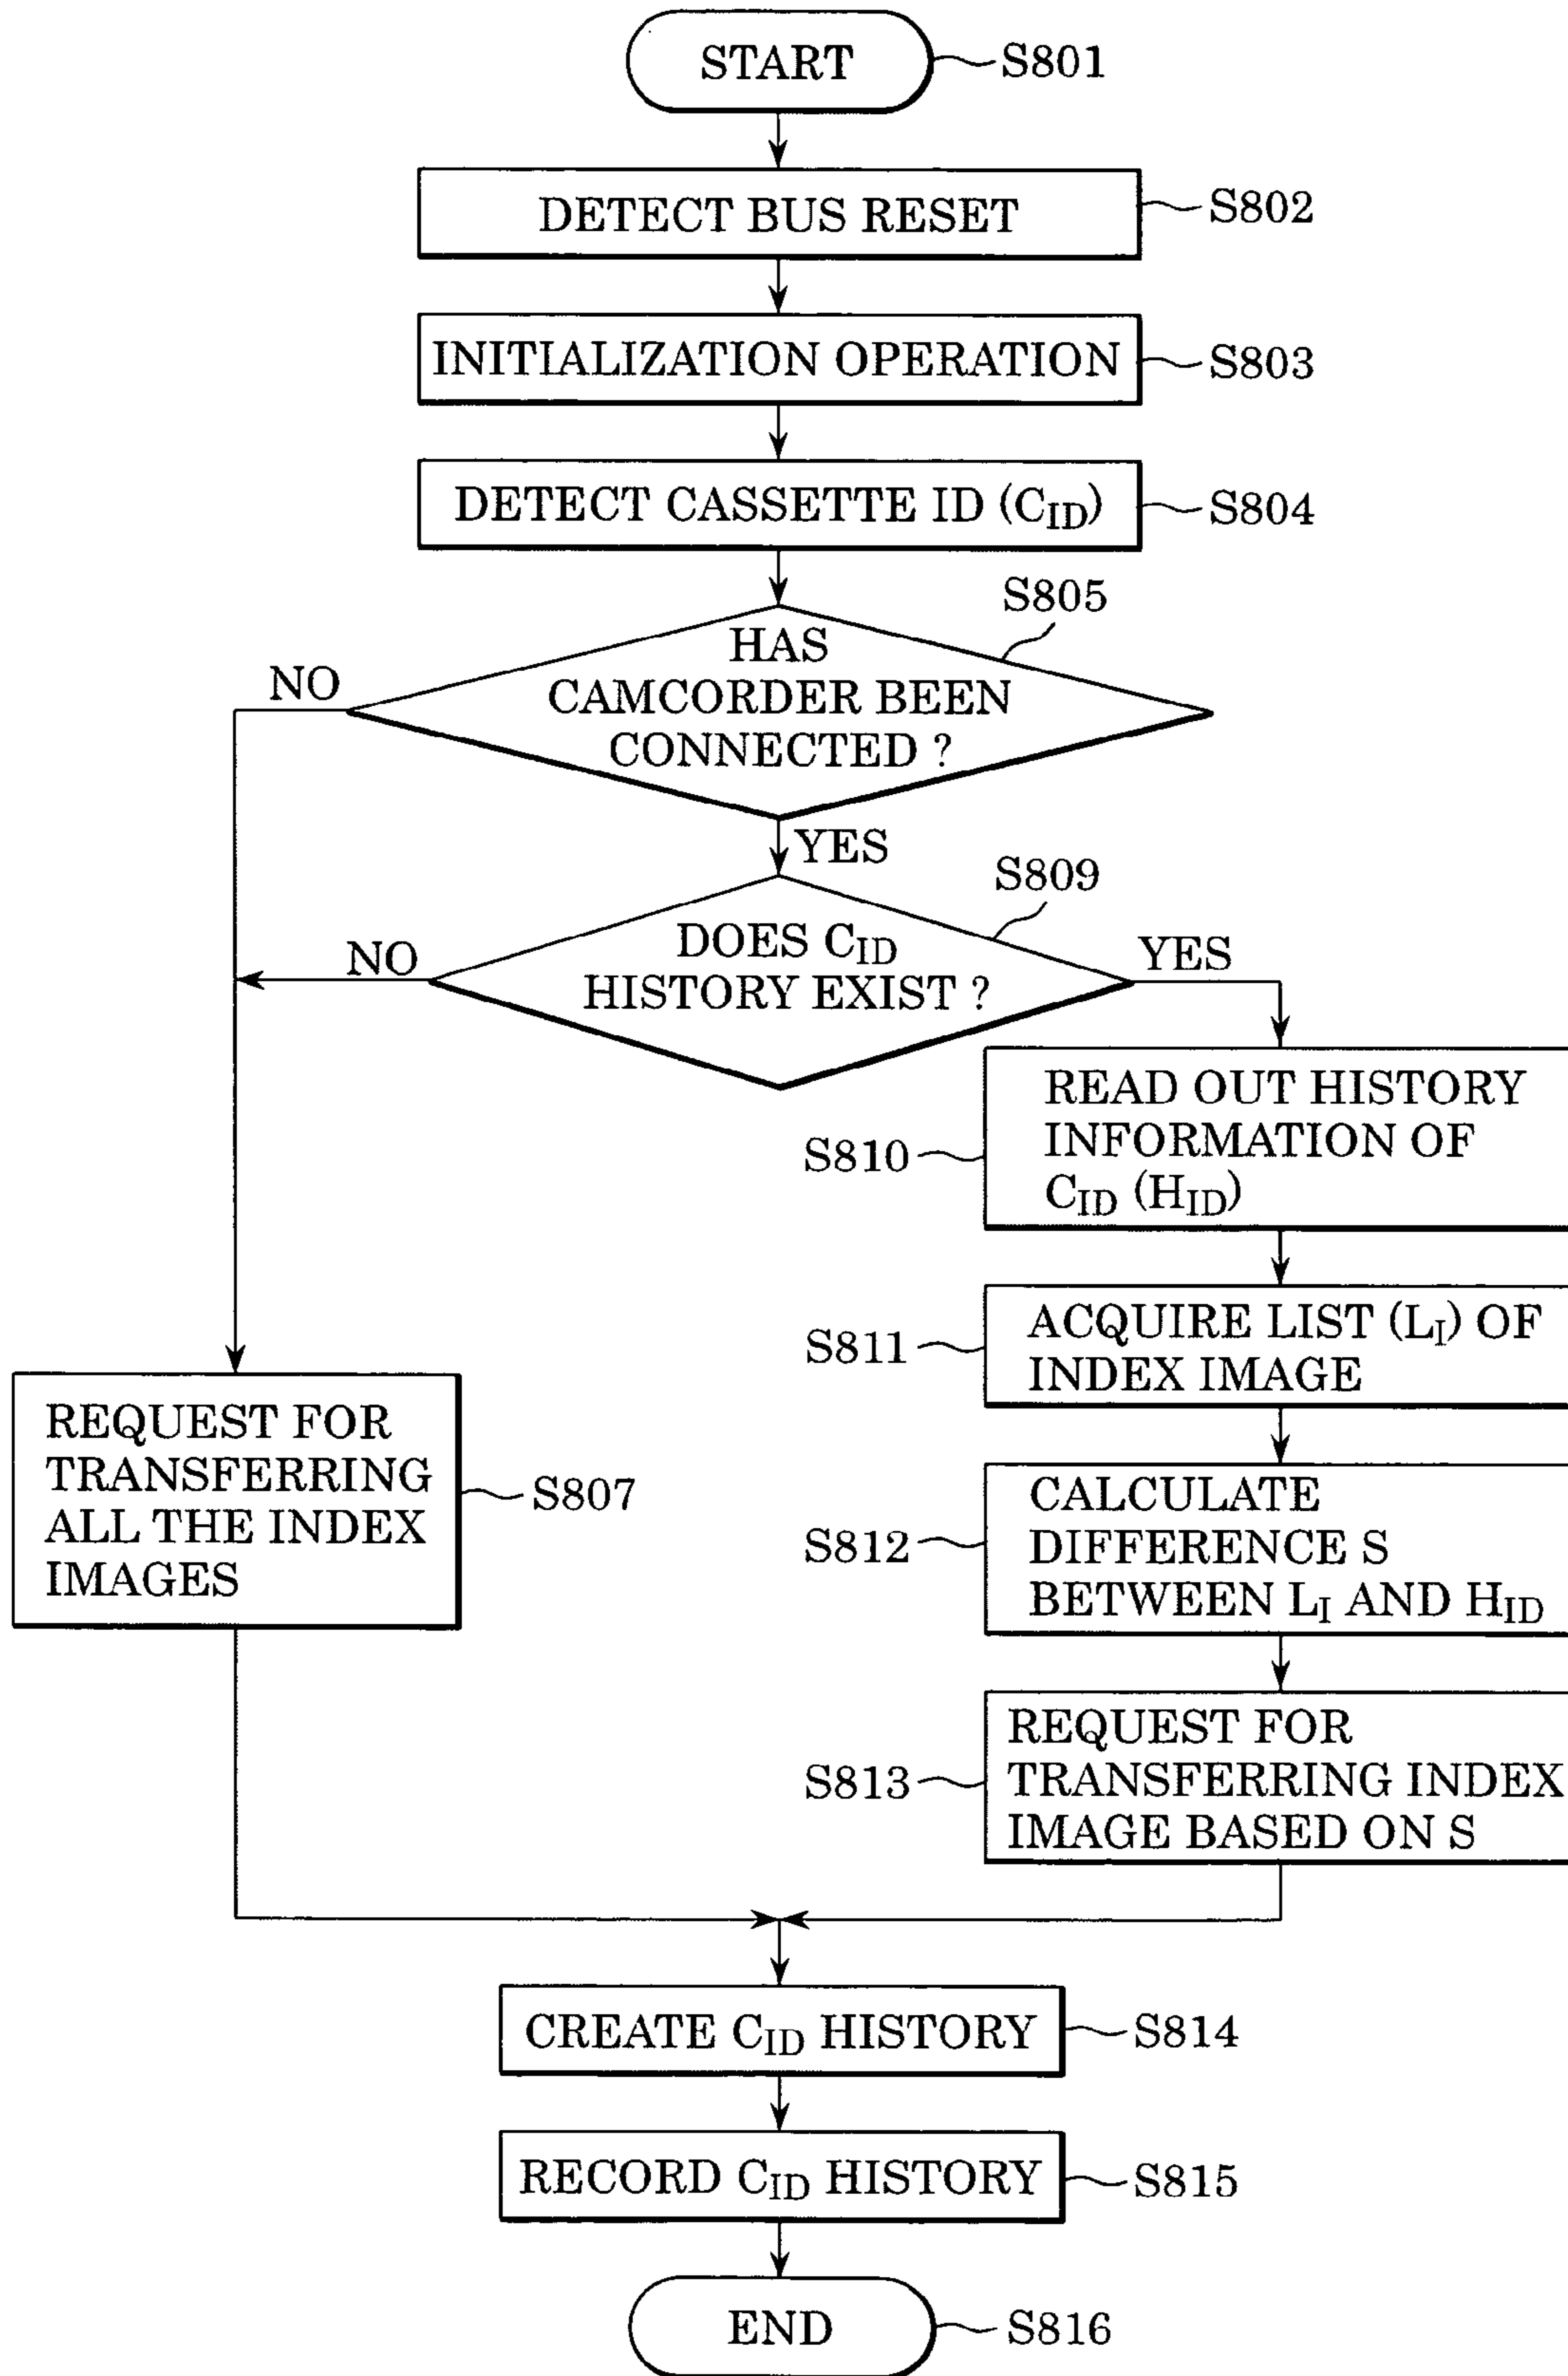 START
S801
DETECT BUS RESET
S802
INITIALIZATION OPERATION
S803
DETECT CASSETTE ID (CID)
S804
S805
HAS
CAMCORDER BEEN
CONNECTED ?
NO
YES
S809
DOES CID
HISTORY EXIST ?
NO
YES
READ OUT HISTORY
INFORMATION OF
CID (HID)
S810
ACQUIRE LIST (LI) OF
INDEX IMAGE
S811
REQUEST FOR
TRANSFERRING
ALL THE INDEX
IMAGES
S807
CALCULATE
DIFFERENCE S
BETWEEN LI AND HID
S812
REQUEST FOR
TRANSFERRING INDEX
IMAGE BASED ON S
S813
CREATE CID HISTORY
S814
RECORD CID HISTORY
S815
END
S816